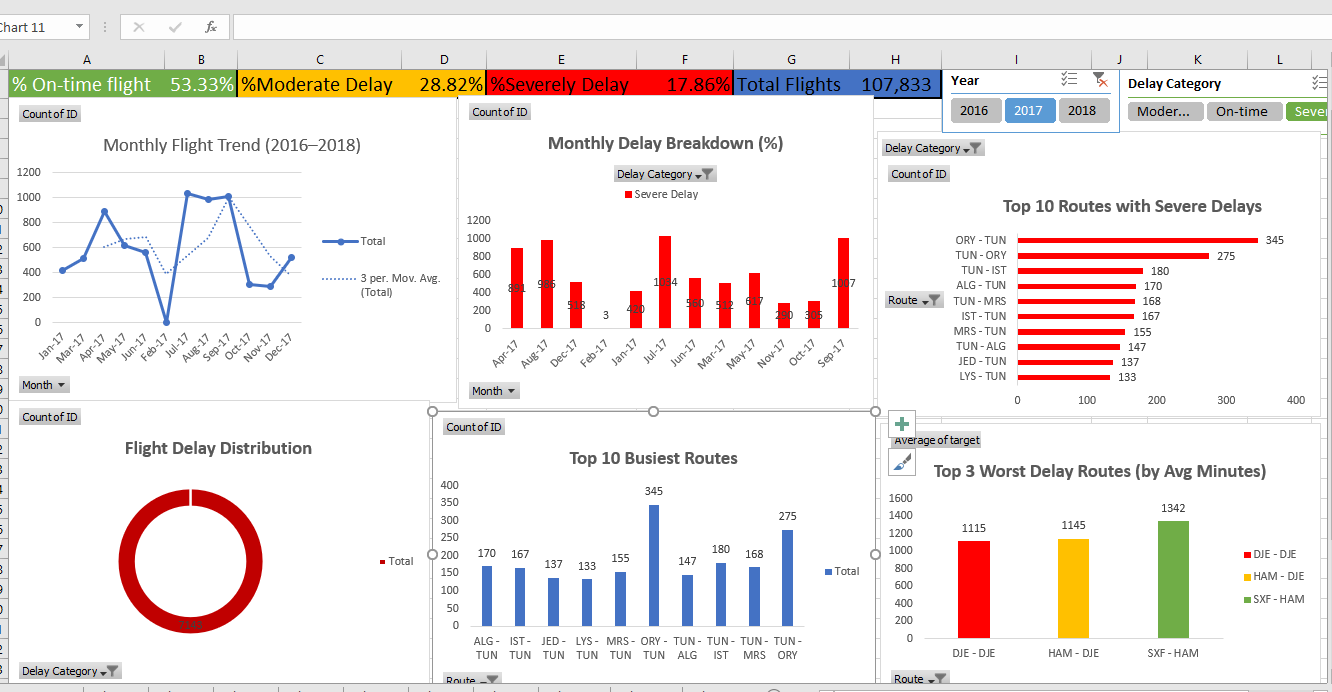 Chart 11
fx
A B C D E F G H I J K L
% On-time flight 53.33% %Moderate Delay 28.82% %Severely Delay 17.86% Total Flights 107,833
Year
2016 2017 2018
Delay Category
Moder... On-time Seve
Count of ID
Monthly Flight Trend (2016–2018)
1200
1000
800
600
400
200
0
Jan-17 Mar-17 Apr-17 May-17 Jun-17 Feb-17 Jul-17 Aug-17 Sep-17 Oct-17 Nov-17 Dec-17
Total
3 per. Mov. Avg.
(Total)
Month
Count of ID
Monthly Delay Breakdown (%)
Delay Category
Severe Delay
1200
1000
800
600
400
200
0
891 518 3 420 1034 560 512 617 280 1007
Apr-17 Aug-17 Dec-17 Feb-17 Jan-17 Jul-17 Jun-17 Mar-17 May-17 Nov-17 Oct-17 Sep-17
Month
Delay Category
Count of ID
Top 10 Routes with Severe Delays
Route
ORY - TUN 345
TUN - ORY 275
TUN - IST 180
ALG - TUN 170
TUN - MRS 168
IST - TUN 167
MRS - TUN 155
TUN - ALG 147
JED - TUN 137
LYS - TUN 133
0 100 200 300 400
Count of ID
Flight Delay Distribution
Total
Delay Category
Count of ID
Top 10 Busiest Routes
400
350
300
250
200
150
100
50
0
170 167 137 133 155 345 147 180 168 275
ALG - IST - JED - LYS - MRS - ORY - TUN - TUN - TUN - TUN -
TUN TUN TUN TUN TUN TUN ALG IST MRS ORY
Total
Route
Average of target
Top 3 Worst Delay Routes (by Avg Minutes)
1600
1400
1200
1000
800
600
400
200
0
1115 1145 1342
DJE - DJE HAM - DJE SXF - HAM
DJE - DJE
HAM - DJE
SXF - HAM
Route